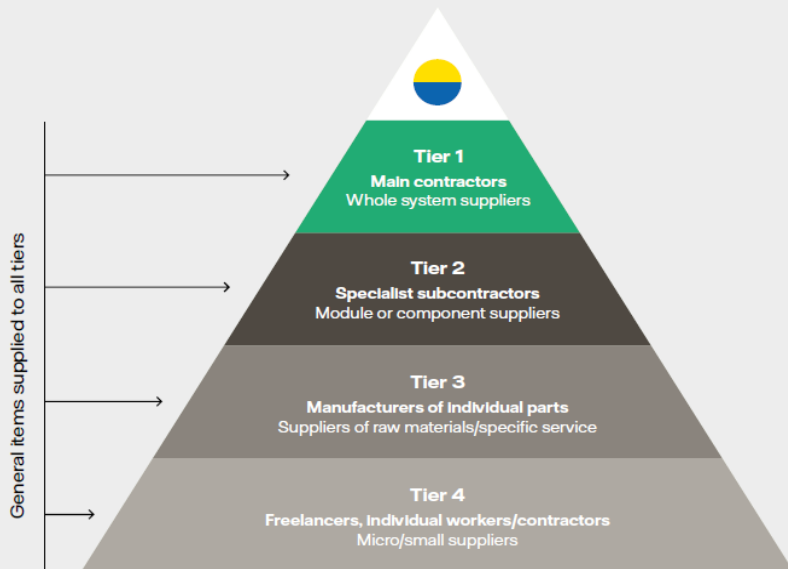 General items supplied to all tiers
Tier 1
Main contractors
Whole system suppliers
Tier 2
Specialist subcontractors
Module or component suppliers
Tier 3
Manufacturers of individual parts
Suppliers of raw materials/specific service
Tier 4
Freelancers, individual workers/contractors
Micro/small suppliers